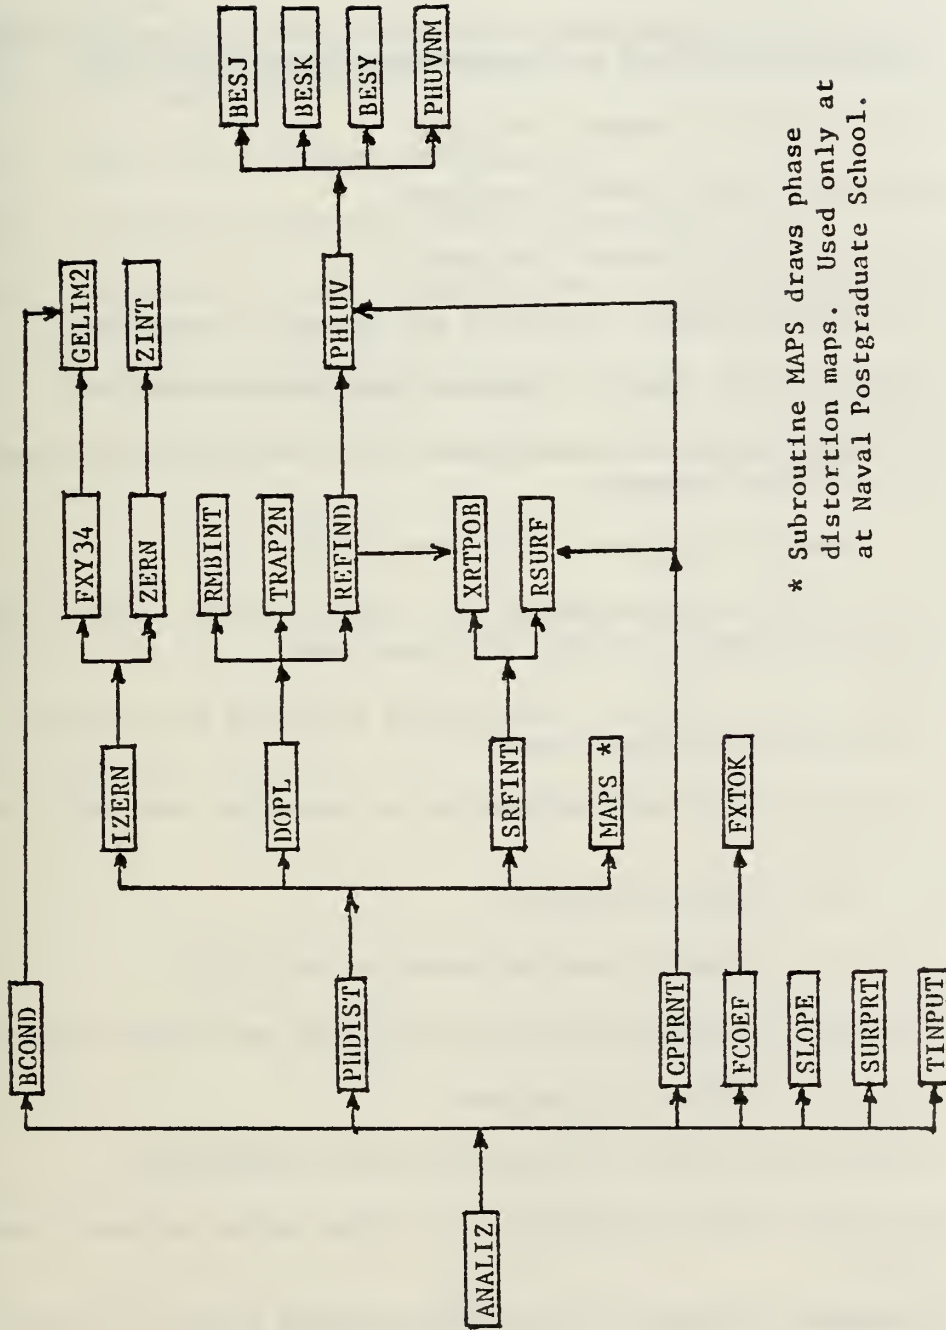 ANALIZ
BCOND
PHDIST
CPPRNT
FCOEF
SLOPE
SURPRT
TINPUT
IZERN
DOPL
SRFINT
MAPS *
FXTOK
FXY34
ZERN
RMBINT
TRAP2N
REFIND
XRTPOB
RSURF
GELIM2
ZINT
PHIUV
BESJ
BESK
BESY
PHUVNM
* Subroutine MAPS draws phase
distortion maps. Used only at
at Naval Postgraduate School.